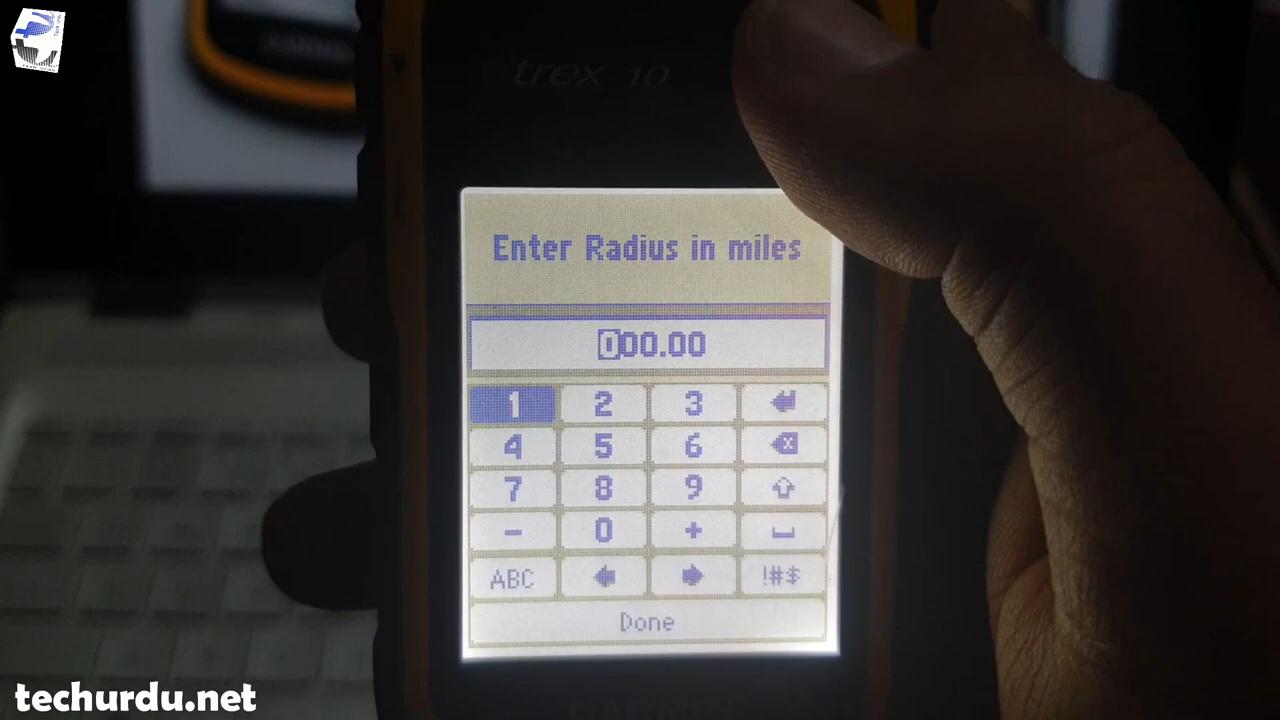 trex 10
Enter Radius in miles
000.00
1 2 3
4 5 6
7 8 9
- 0 +
ABC !#$
Done
techurdu.net